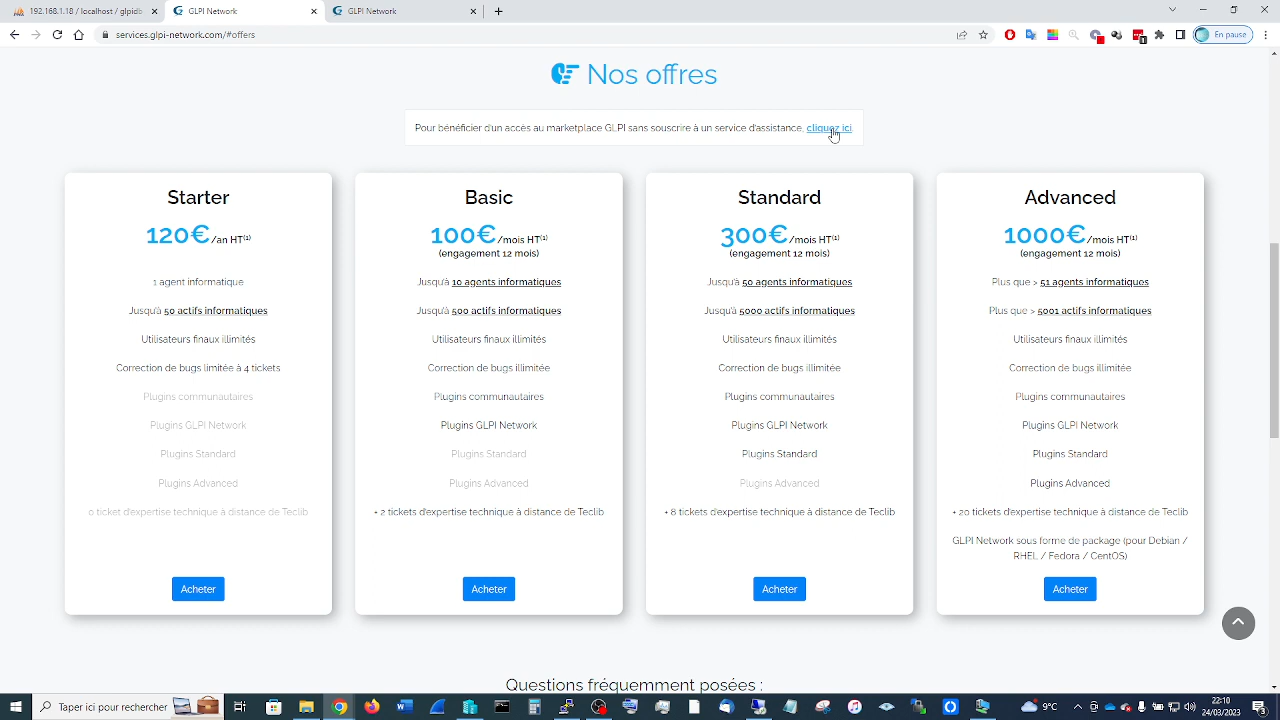 192.168.1.18 / localhost / glpidb
GLPI Network
GLPI Network
services.glpi-network.com/#offers
En pause
Nos offres
Pour bénéficier d'un accès au marketplace GLPI sans souscrire à un service d'assistance, cliquez ici
Starter
120€/an HT(1)
1 agent informatique
Jusqu'à 50 actifs informatiques
Utilisateurs finaux illimités
Correction de bugs limitée à 4 tickets
Plugins communautaires
Plugins GLPI Network
Plugins Standard
Plugins Advanced
0 ticket d'expertise technique à distance de Teclib
Acheter
Basic
100€/mois HT(1)
(engagement 12 mois)
Jusqu'à 10 agents informatiques
Jusqu'à 500 actifs informatiques
Utilisateurs finaux illimités
Correction de bugs illimitée
Plugins communautaires
Plugins GLPI Network
Plugins Standard
Plugins Advanced
+ 2 tickets d'expertise technique à distance de Teclib
Acheter
Standard
300€/mois HT(1)
(engagement 12 mois)
Jusqu'à 50 agents informatiques
Jusqu'à 5000 actifs informatiques
Utilisateurs finaux illimités
Correction de bugs illimitée
Plugins communautaires
Plugins GLPI Network
Plugins Standard
Plugins Advanced
+ 8 tickets d'expertise technique à distance de Teclib
Acheter
Advanced
1000€/mois HT(1)
(engagement 12 mois)
Plus que > 51 agents informatiques
Plus que > 5001 actifs informatiques
Utilisateurs finaux illimités
Correction de bugs illimitée
Plugins communautaires
Plugins GLPI Network
Plugins Standard
Plugins Advanced
+ 20 tickets d'expertise technique à distance de Teclib
GLPI Network sous forme de package (pour Debian /
RHEL / Fedora / CentOS)
Acheter
Questions fréquemment posées :
Taper ici pour rechercher
9°C
22:10
24/03/2023